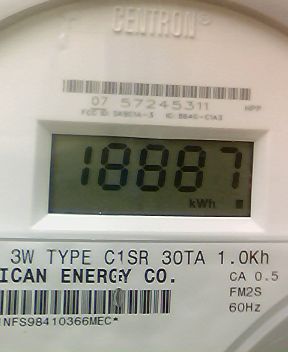 CENTRON®
07 57245311
18887
kWh
3W TYPE C1SR 30TA 1.0Kh
ICAN ENERGY CO.
CA 0.5
FM2S
60Hz
NFS98410366MEC*